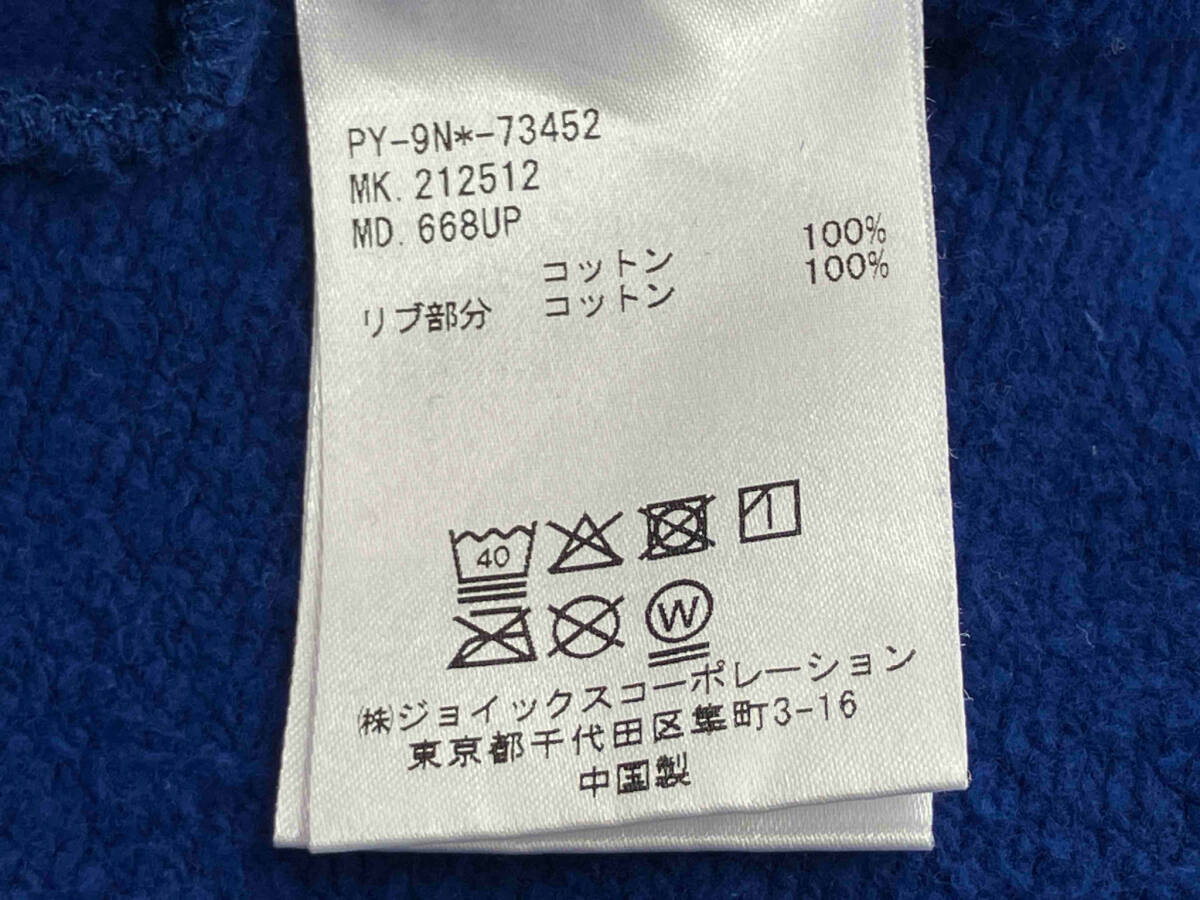 PY-9N*-73452
MK. 212512
MD. 668UP
コットン 100%
リブ部分 コットン 100%
40
W
㈱ジョイックスコーポレーション
東京都千代田区隼町3-16
中国製